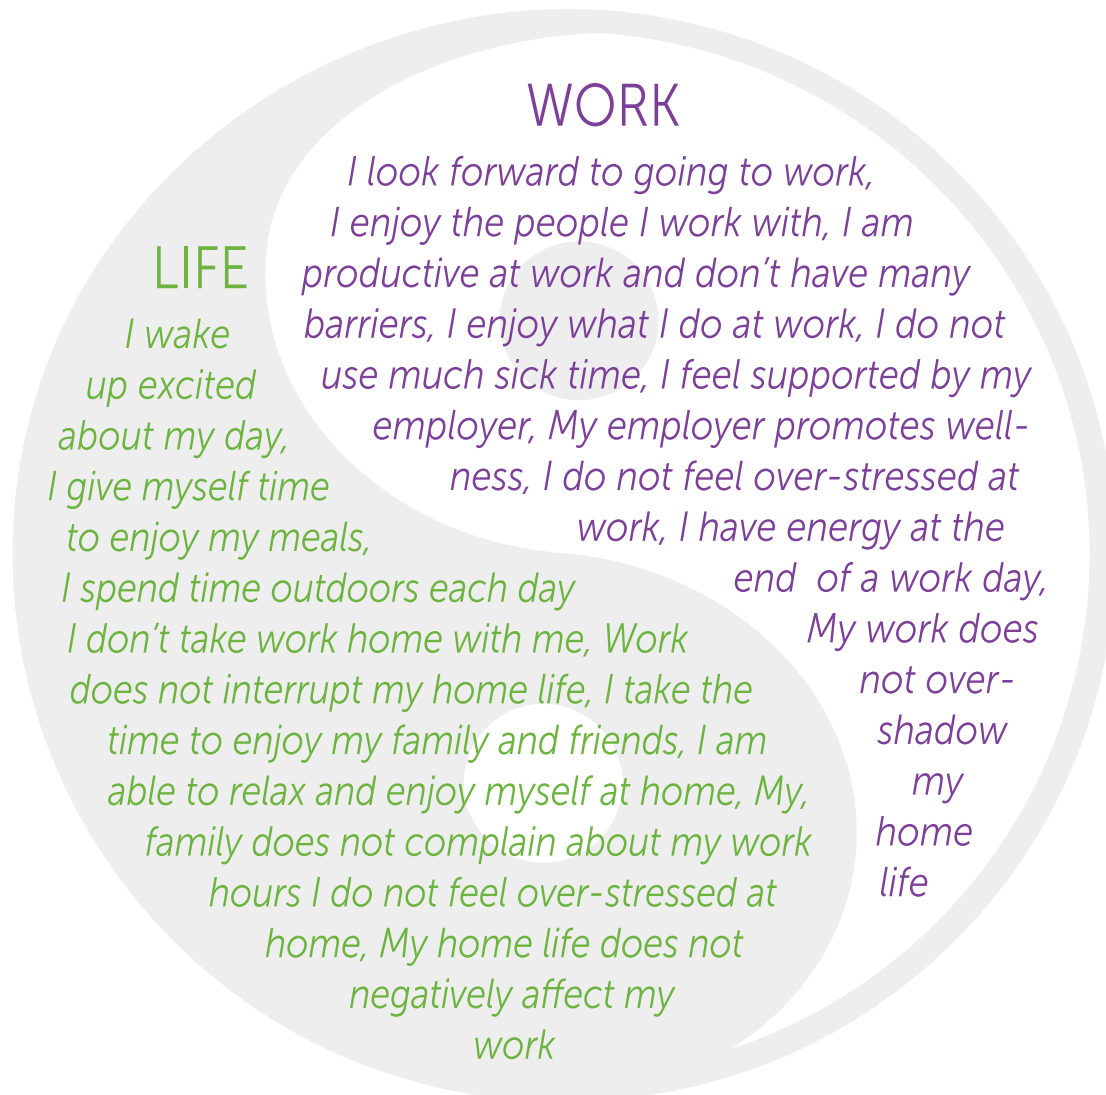 WORK
I look forward to going to work,
I enjoy the people I work with, I am
productive at work and don't have many
barriers, I enjoy what I do at work, I do not
use much sick time, I feel supported by my
employer, My employer promotes well-
ness, I do not feel over-stressed at
work, I have energy at the
end of a work day,
My work does
not over-
shadow
my
home
life
LIFE
I wake
up excited
about my day,
I give myself time
to enjoy my meals,
I spend time outdoors each day
I don't take work home with me, Work
does not interrupt my home life, I take the
time to enjoy my family and friends, I am
able to relax and enjoy myself at home, My,
family does not complain about my work
hours I do not feel over-stressed at
home, My home life does not
negatively affect my
work